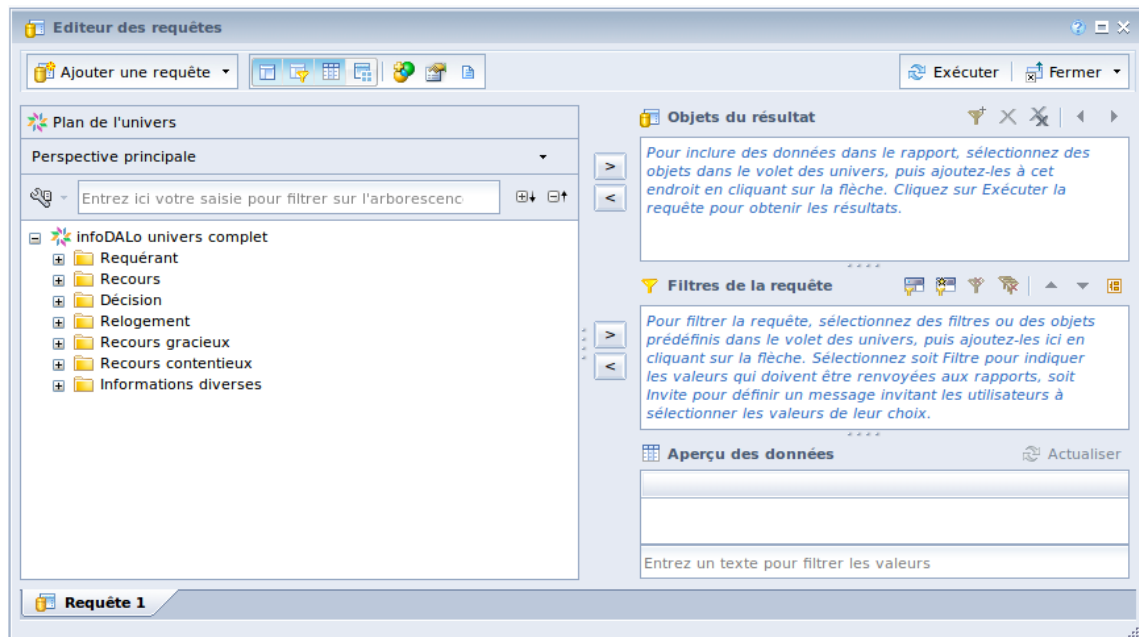 Editeur des requêtes
Ajouter une requête
Exécuter
Fermer
Plan de l'univers
Perspective principale
Entrez ici votre saisie pour filtrer sur l'arborescenc
infoDALo univers complet
Requérant
Recours
Décision
Relogement
Recours gracieux
Recours contentieux
Informations diverses
>
<
>
<
Objets du résultat
Pour inclure des données dans le rapport, sélectionnez des
objets dans le volet des univers, puis ajoutez-les à cet
endroit en cliquant sur la flèche. Cliquez sur Exécuter la
requête pour obtenir les résultats.
Filtres de la requête
Pour filtrer la requête, sélectionnez des filtres ou des objets
prédéfinis dans le volet des univers, puis ajoutez-les ici en
cliquant sur la flèche. Sélectionnez soit Filtre pour indiquer
les valeurs qui doivent être renvoyées aux rapports, soit
Invite pour définir un message invitant les utilisateurs à
sélectionner les valeurs de leur choix.
Aperçu des données
Actualiser
Entrez un texte pour filtrer les valeurs
Requête 1